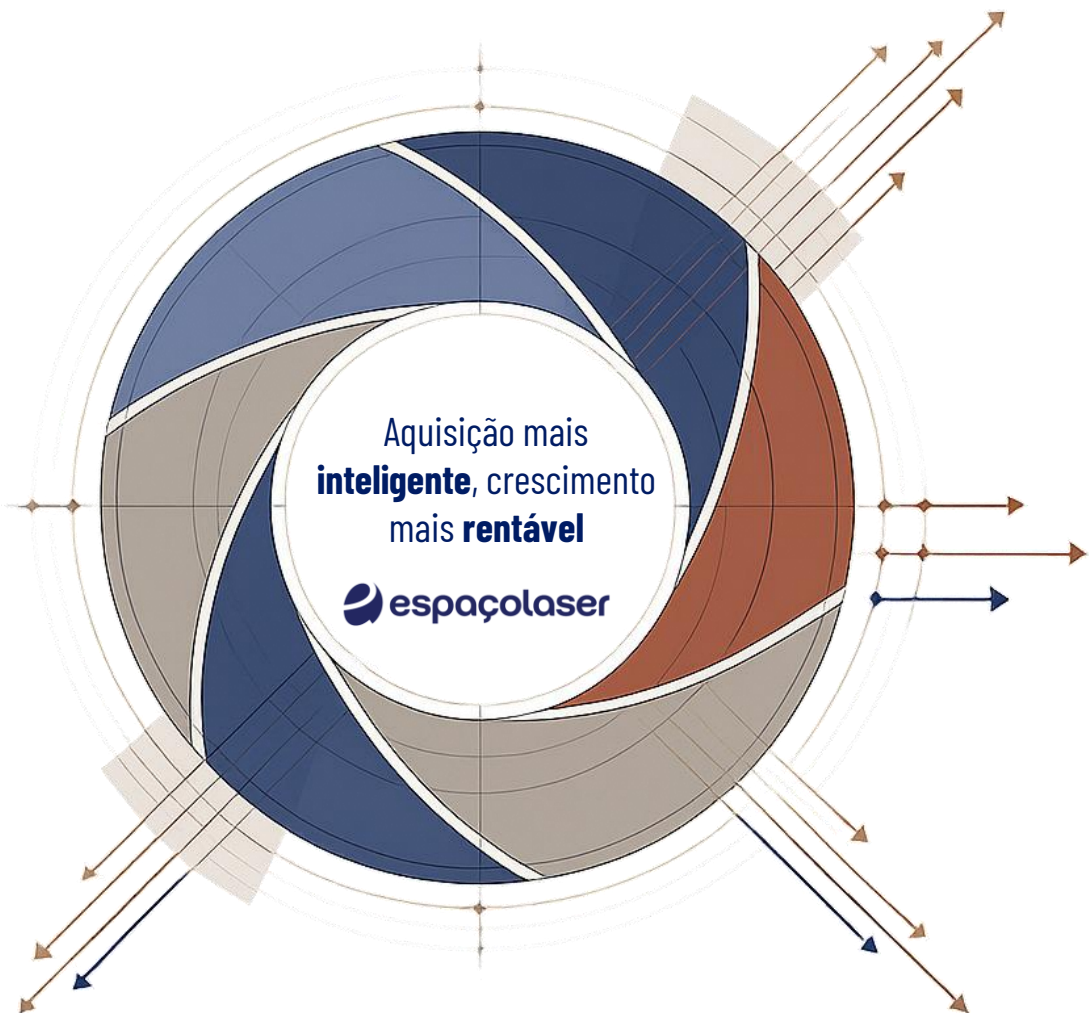 Aquisição mais
inteligente, crescimento
mais rentável
espaçolaser